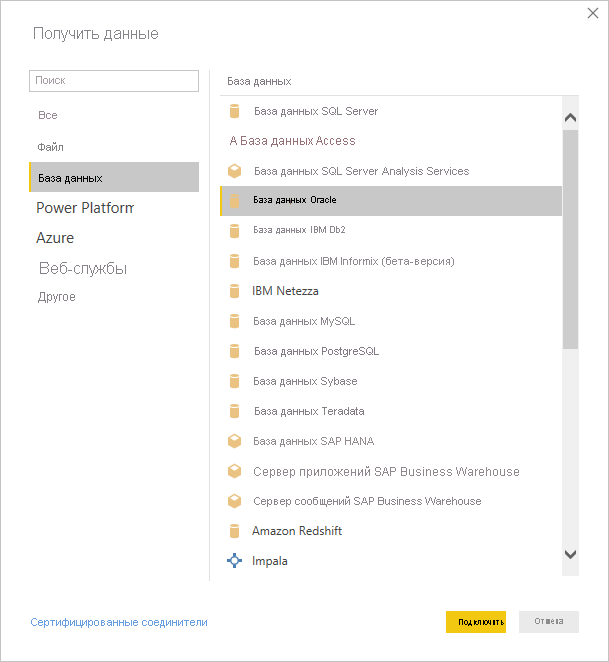 Получить данные
Поиск
Все
Файл
База данных
Power Platform
Azure
Веб-службы
Другое
База данных
База данных SQL Server
A База данных Access
База данных SQL Server Analysis Services
База данных Oracle
База данных IBM Db2
База данных IBM Informix (бета-версия)
IBM Netezza
База данных MySQL
База данных PostgreSQL
База данных Sybase
База данных Teradata
База данных SAP HANA
Сервер приложений SAP Business Warehouse
Сервер сообщений SAP Business Warehouse
Amazon Redshift
Impala
Сертифицированные соединители
Подключить
Отмена